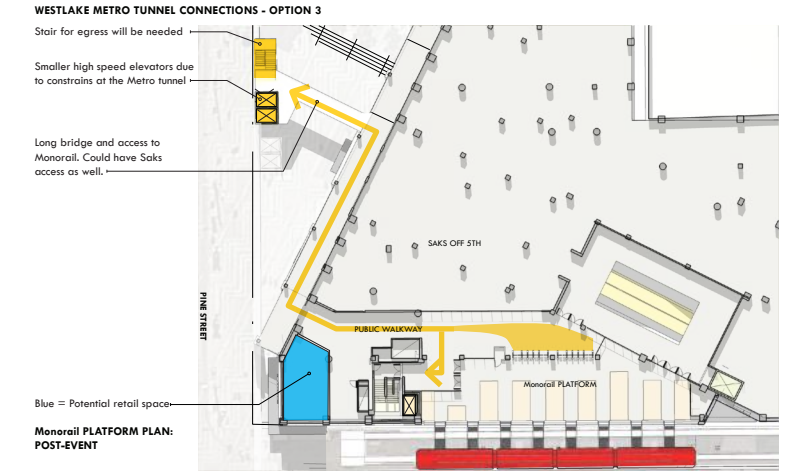 WESTLAKE METRO TUNNEL CONNECTIONS - OPTION 3
Stair for egress will be needed
Smaller high speed elevators due
to constrains at the Metro tunnel
Long bridge and access to
Monorail. Could have Saks
access as well.
SAKS OFF 5TH
PINE STREET
PUBLIC WALKWAY
Monorail PLATFORM
Blue = Potential retail space
Monorail PLATFORM PLAN:
POST-EVENT